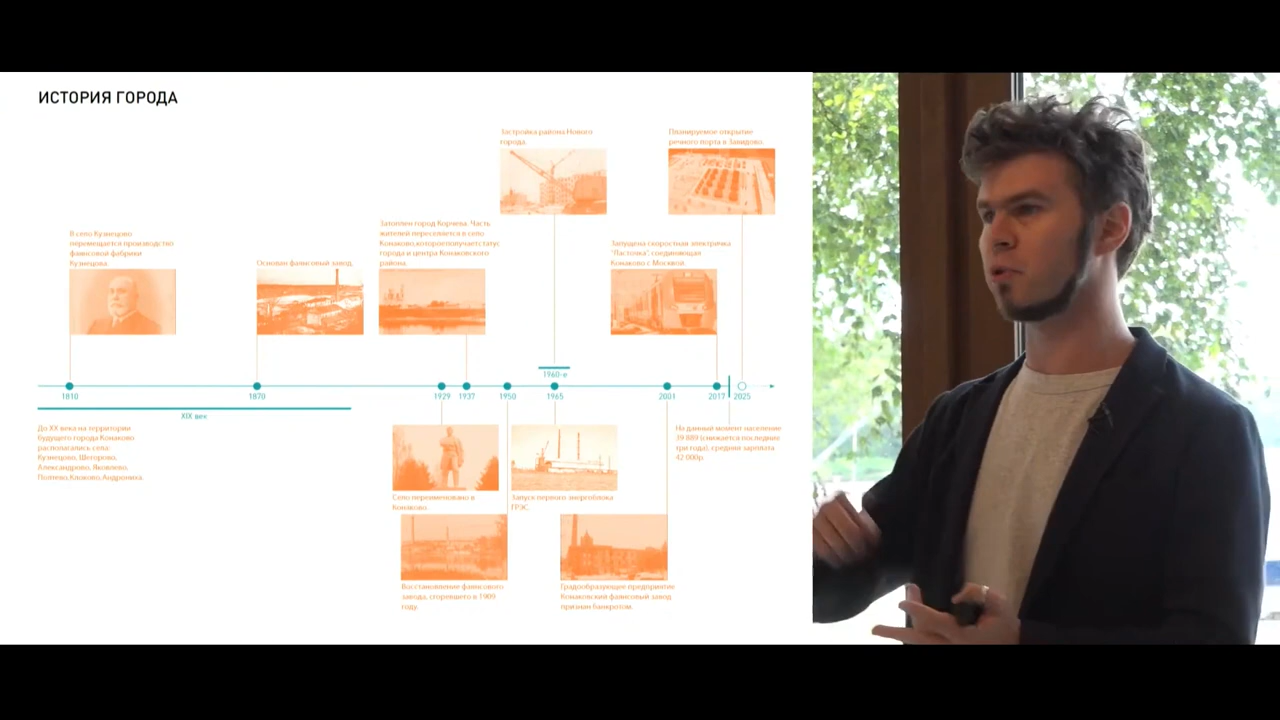 ИСТОРИЯ ГОРОДА
Застройка района Нового
города.
Планируемое открытие
речного порта в Завидово.
В село Кузнецово
перемещается производство
фаянсовой фабрики
Кузнецова.
Основан фаянсовый завод.
Затоплен город Корчева. Часть
жителей переселяется в село
Конаково,которое получает статус
города и центра Конаковского
района.
Запущена скоростная электричка
"Ласточка", соединяющая
Конаково с Москвой.
1960-е
1810
1870
1929
1937
1950
1965
2001
2017
2025
XIX век
До XX века на территории
будущего города Конаково
располагались села:
Кузнецово, Щегорово,
Александрово, Яковлево,
Полтево,Клоково,Андрониха.
На данный момент население
39 889 (снижается последние
три года), средняя зарплата
42 000р.
Село переименовано в
Конаково.
Запуск первого энергоблока
ГРЭС.
Восстановление фаянсового
завода, сгоревшего в 1909
году.
Градообразующее предприятие
Конаковский фаянсовый завод
признан банкротом.